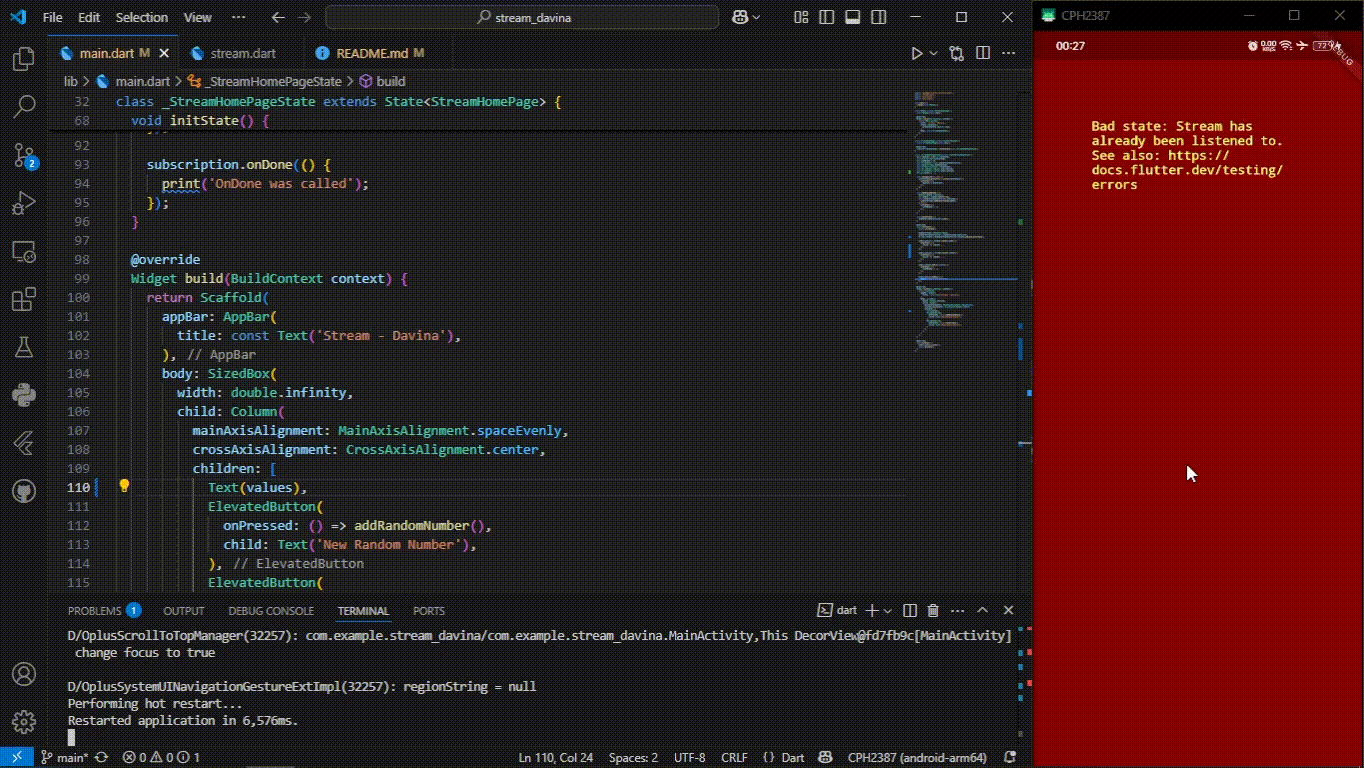 File Edit Selection View ··· stream_davina
main.dart M stream.dart README.md M
lib > main.dart > _StreamHomePageState > build
32 class _StreamHomePageState extends State<StreamHomePage> {
68 void initState() {
92 });
93 subscription.onDone(() {
94 print('OnDone was called');
95 });
96 }
97
98 @override
99 Widget build(BuildContext context) {
100 return Scaffold(
101 appBar: AppBar(
102 title: const Text('Stream - Davina'),
103 ), // AppBar
104 body: SizedBox(
105 width: double.infinity,
106 child: Column(
107 mainAxisAlignment: MainAxisAlignment.spaceEvenly,
108 crossAxisAlignment: CrossAxisAlignment.center,
109 children: [
110 Text(values),
111 ElevatedButton(
112 onPressed: () => addRandomNumber(),
113 child: Text('New Random Number'),
114 ), // ElevatedButton
115 ElevatedButton(
2
PROBLEMS 1 OUTPUT DEBUG CONSOLE TERMINAL PORTS dart
D/OplusScrollToTopManager(32257): com.example.stream_davina/com.example.stream_davina.MainActivity,This DecorView@fd7fb9c[MainActivity]
change focus to true
D/OplusSystemUINavigationGestureExtImpl(32257): regionString = null
Performing hot restart...
Restarted application in 6,576ms.
main* 0 0 1 Ln 110, Col 24 Spaces: 2 UTF-8 CRLF {} Dart CPH2387 (android-arm64)
CPH2387
00:27 0.00 KB/s 72
Bad state: Stream has
already been listened to.
See also: https://
docs.flutter.dev/testing/
errors